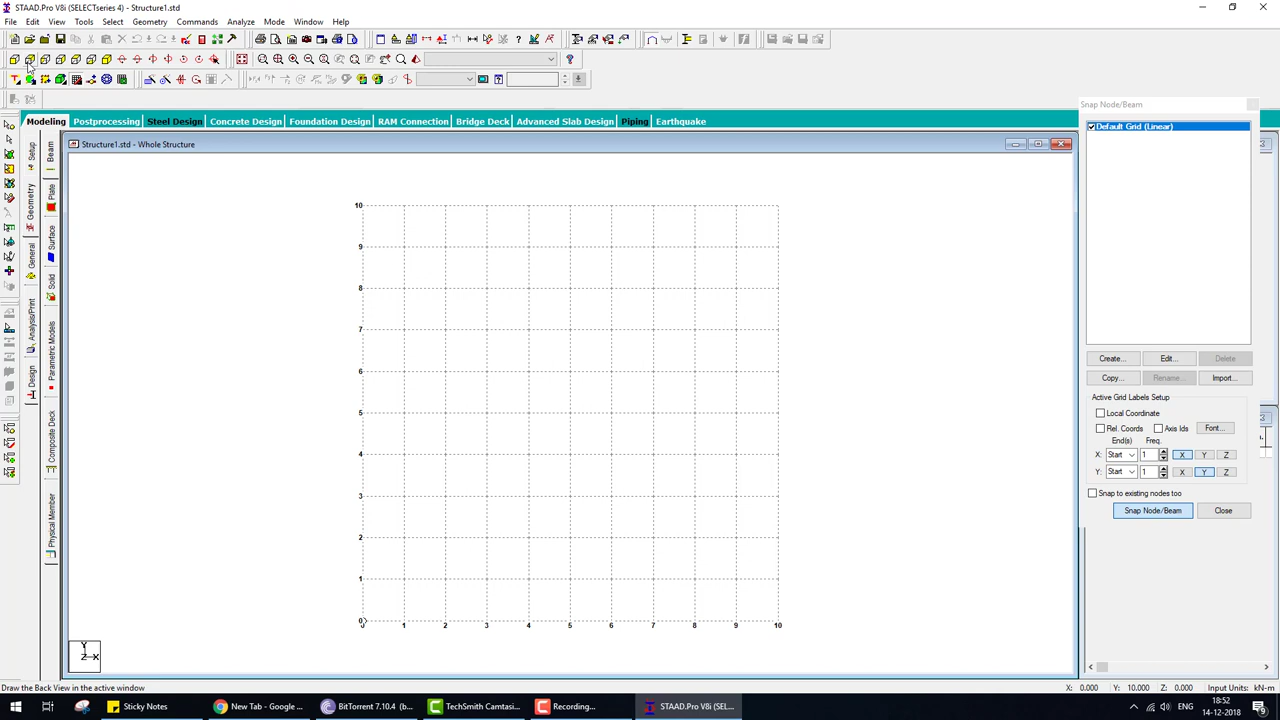 STAAD.Pro V8i (SELECTseries 4) - Structure1.std
File Edit View Tools Select Geometry Commands Analyze Mode Window Help
Modeling Postprocessing Steel Design Concrete Design Foundation Design RAM Connection Bridge Deck Advanced Slab Design Piping Earthquake
Setup
Geometry
General
Analysis/Print
Design
Beam
Plate
Surface
Solid
Parametric Models
Composite Deck
Physical Member
Structure1.std - Whole Structure
10
9
8
7
6
5
4
3
2
1
0
0 1 2 3 4 5 6 7 8 9 10
Y
Z X
Snap Node/Beam
Default Grid (Linear)
Create... Edit... Delete
Copy... Rename... Import...
Active Grid Labels Setup
Local Coordinate
Rel. Coords Axis Ids Font...
End(s) Freq.
X: Start 1 X Y Z
Y: Start 1 X Y Z
Snap to existing nodes too
Snap Node/Beam Close
Draw the Back View in the active window
X: 0.000 Y: 10.000 Z: 0.000 Input Units: kN-m
Sticky Notes
New Tab - Google ...
BitTorrent 7.10.4 (b...
TechSmith Camtasi...
Recording...
STAAD.Pro V8i (SEL...
ENG
18:52
14-12-2018